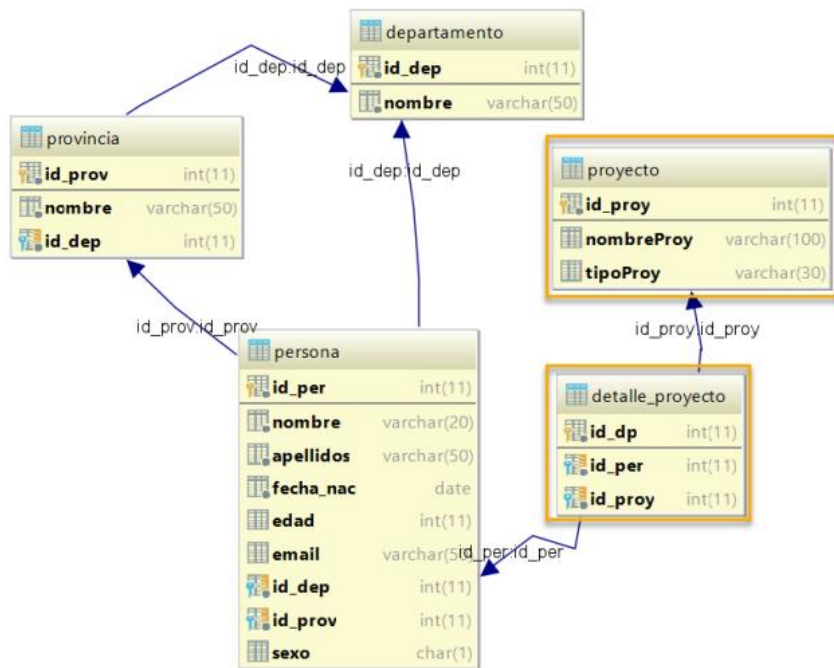 departamento
id_dep int(11)
nombre varchar(50)
id_dep:id_dep
provincia
id_prov int(11)
nombre varchar(50)
id_dep int(11)
id_dep:id_dep
proyecto
id_proy int(11)
nombreProy varchar(100)
tipoProy varchar(30)
id_prov:id_prov
id_proy:id_proy
persona
id_per int(11)
nombre varchar(20)
apellidos varchar(50)
fecha_nac date
edad int(11)
email varchar(50)
id_dep int(11)
id_prov int(11)
sexo char(1)
detalle_proyecto
id_dp int(11)
id_per int(11)
id_proy int(11)
id_per:id_per